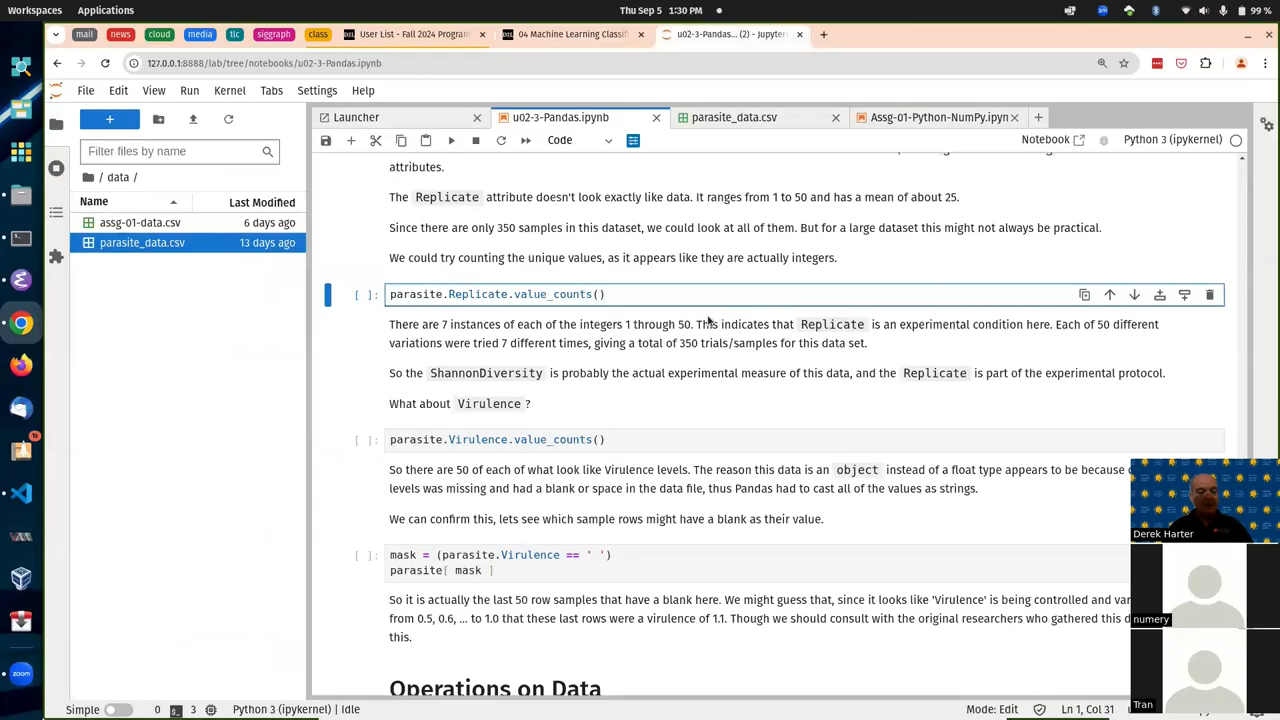 Workspaces Applications Thu Sep 5 1:30 PM 99 %
mail news cloud media tlc siggraph class User List - Fall 2024 Program 04 Machine Learning Classif u02-3-Pandas... (2) - Jupyter
127.0.0.1:8888/lab/tree/notebooks/u02-3-Pandas.ipynb
File Edit View Run Kernel Tabs Settings Help
Launcher u02-3-Pandas.ipynb parasite_data.csv Assg-01-Python-NumPy.ipyn
Code Notebook Python 3 (ipykernel)
Filter files by name
/ data /
Name Last Modified
assg-01-data.csv 6 days ago
parasite_data.csv 13 days ago
attributes.
The Replicate attribute doesn't look exactly like data. It ranges from 1 to 50 and has a mean of about 25.
Since there are only 350 samples in this dataset, we could look at all of them. But for a large dataset this might not always be practical.
We could try counting the unique values, as it appears like they are actually integers.
[ ]: parasite.Replicate.value_counts()
There are 7 instances of each of the integers 1 through 50. This indicates that Replicate is an experimental condition here. Each of 50 different
variations were tried 7 different times, giving a total of 350 trials/samples for this data set.
So the ShannonDiversity is probably the actual experimental measure of this data, and the Replicate is part of the experimental protocol.
What about Virulence ?
[ ]: parasite.Virulence.value_counts()
So there are 50 of each of what look like Virulence levels. The reason this data is an object instead of a float type appears to be because
levels was missing and had a blank or space in the data file, thus Pandas had to cast all of the values as strings.
We can confirm this, lets see which sample rows might have a blank as their value.
[ ]: mask = (parasite.Virulence == ' ')
parasite[ mask ]
So it is actually the last 50 row samples that have a blank here. We might guess that, since it looks like 'Virulence' is being controlled and
from 0.5, 0.6, ... to 1.0 that these last rows were a virulence of 1.1. Though we should consult with the original researchers who gathered this
this.
Operations on Data
Derek Harter
numery
Tran
Simple 0 3 Python 3 (ipykernel) | Idle Mode: Edit Ln 1, Col 31